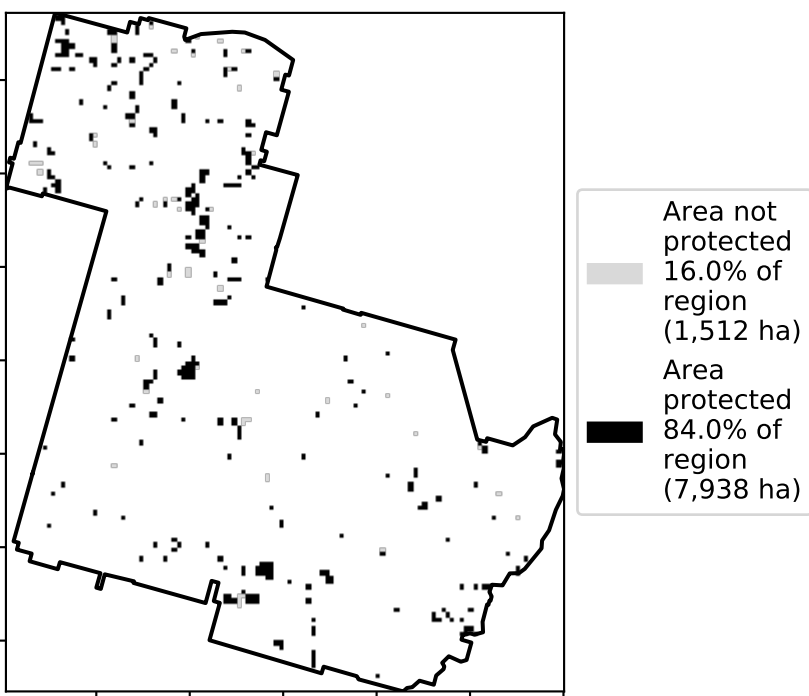 Area not
protected
16.0% of
region
(1,512 ha)
Area
protected
84.0% of
region
(7,938 ha)